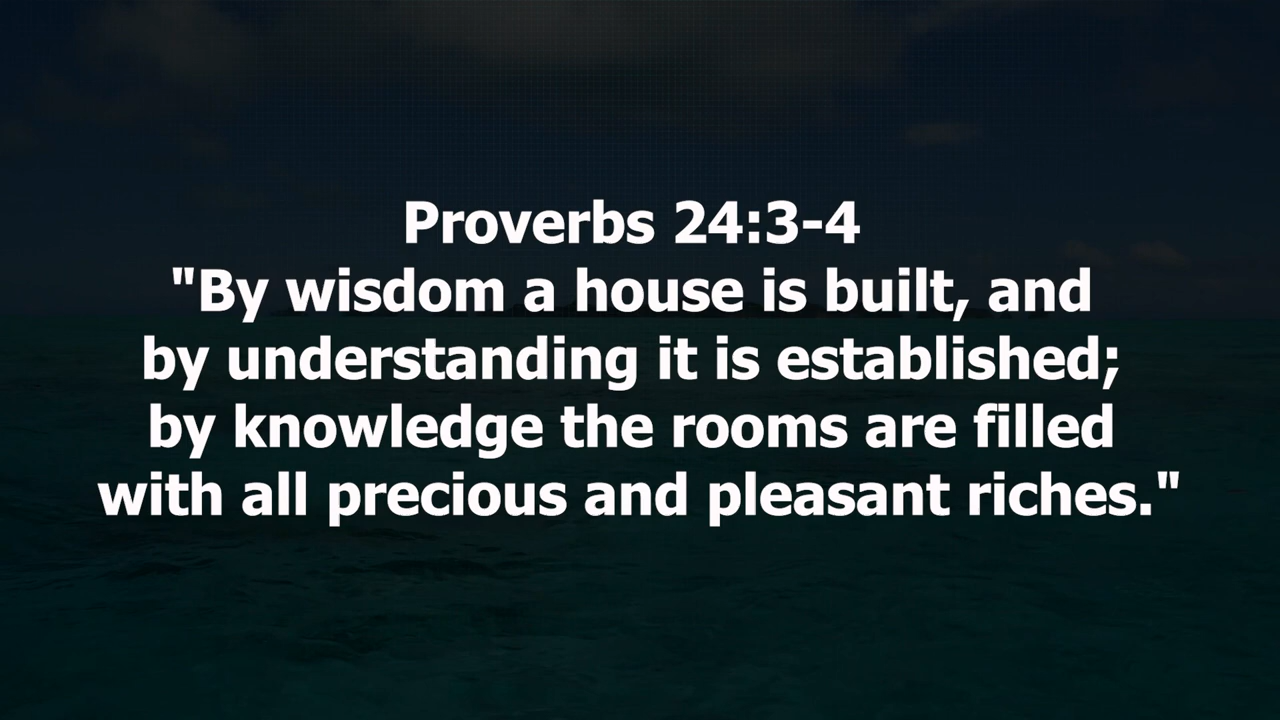 Proverbs 24:3-4
"By wisdom a house is built, and
by understanding it is established;
by knowledge the rooms are filled
with all precious and pleasant riches."